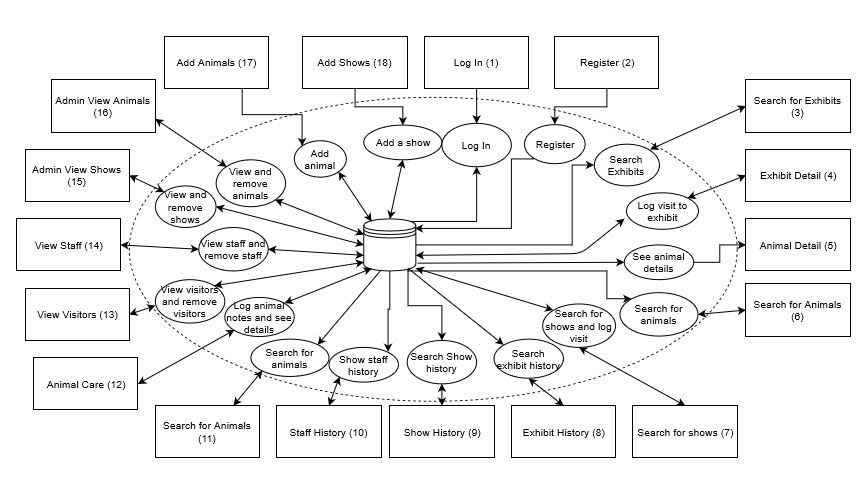 Add Animals (17)
Add Shows (18)
Log In (1)
Register (2)
Admin View Animals
(16)
Search for Exhibits
(3)
Add
animal
Add a show
Log In
Register
Search
Exhibits
Admin View Shows
(15)
View and
remove
animals
Exhibit Detail (4)
View and
remove
shows
Log visit to
exhibit
View Staff (14)
View staff and
remove staff
See animal
details
Animal Detail (5)
View Visitors (13)
View visitors
and remove
visitors
Log animal
notes and see
details
Search for
shows and log
visit
Search for
animals
Search for Animals
(6)
Animal Care (12)
Search for
animals
Show staff
history
Search Show
history
Search
exhibit history
Search for Animals
(11)
Staff History (10)
Show History (9)
Exhibit History (8)
Search for shows (7)